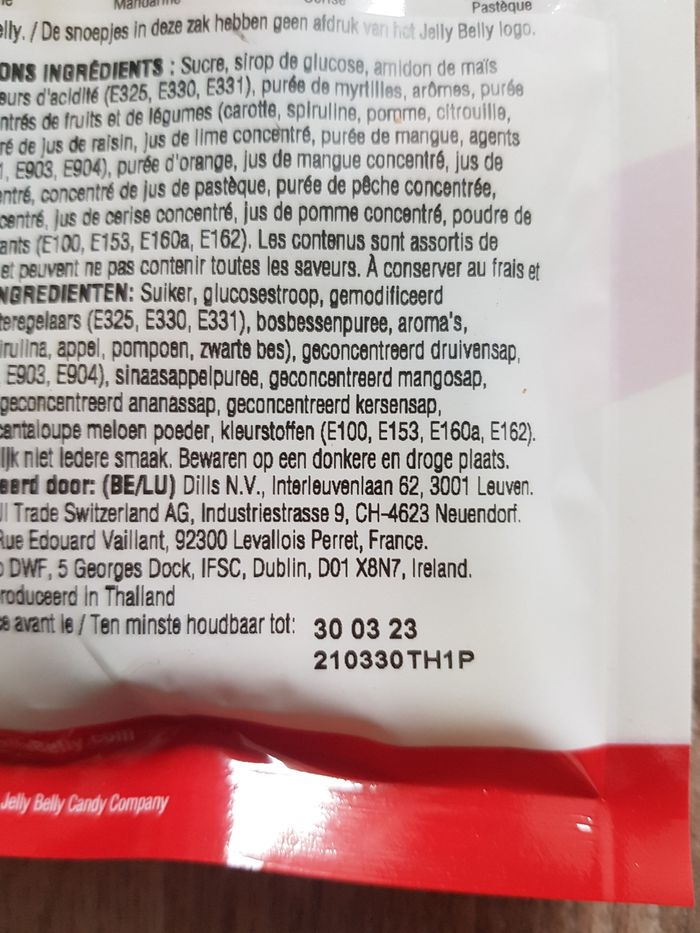 Mandarine
Pastèque
elly. / De snoepjes in deze zak hebben geen afdruk van het Jelly Belly logo.
ONS INGRÉDIENTS : Sucre, sirop de glucose, amidon de maïs
eurs d'acidité (E325, E330, E331), purée de myrtilles, arômes, purée
ntrés de fruits et de légumes (carotte, spiruline, pomme, citrouille,
ré de jus de raisin, jus de lime concentré, purée de mangue, agents
1, E903, E904), purée d'orange, jus de mangue concentré, jus de
entré, concentré de jus de pastèque, purée de pêche concentrée,
centré, jus de cerise concentré, jus de pomme concentré, poudre de
ants (E100, E153, E160a, E162). Les contenus sont assortis de
et peuvent ne pas contenir toutes les saveurs. À conserver au frais et
NGREDIENTEN: Suiker, glucosestroop, gemodificeerd
teregelaars (E325, E330, E331), bosbessenpuree, aroma's,
irulina, appel, pompoen, zwarte bes), geconcentreerd druivensap,
E903, E904), sinaasappelpuree, geconcentreerd mangosap,
geconcentreerd ananassap, geconcentreerd kersensap,
cantaloupe meloen poeder, kleurstoffen (E100, E153, E160a, E162).
lijk niet iedere smaak. Bewaren op een donkere en droge plaats.
eerd door: (BE/LU) Dills N.V., Interleuvenlaan 62, 3001 Leuven.
JI Trade Switzerland AG, Industriestrasse 9, CH-4623 Neuendorf.
Rue Edouard Vaillant, 92300 Levallois Perret, France.
o DWF, 5 Georges Dock, IFSC, Dublin, D01 X8N7, Ireland.
roduceerd in Thailand
ce avant le / Ten minste houdbaar tot: 30 03 23
210330TH1P
Jelly Belly Candy Company